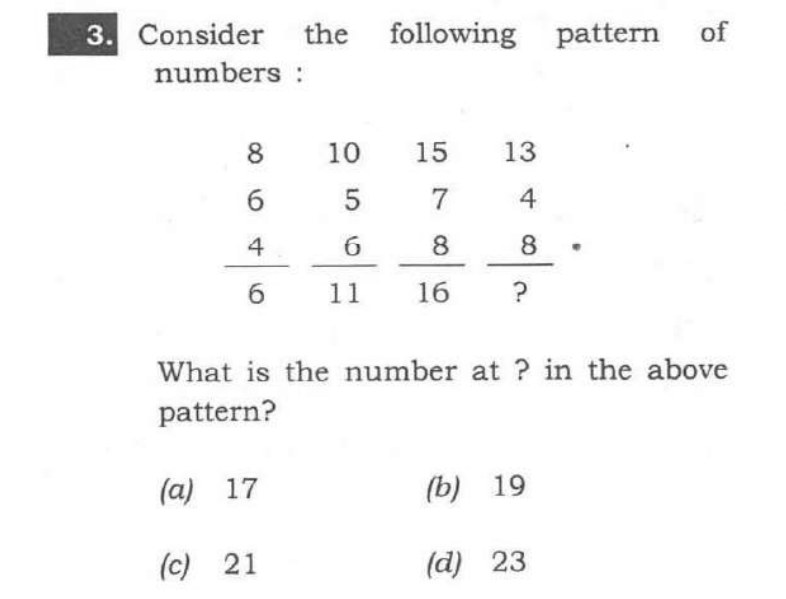 3. Consider the following pattern of
numbers :
8 10 15 13
6 5 7 4
4 6 8 8
6 11 16 ?
What is the number at ? in the above
pattern?
(a) 17 (b) 19
(c) 21 (d) 23